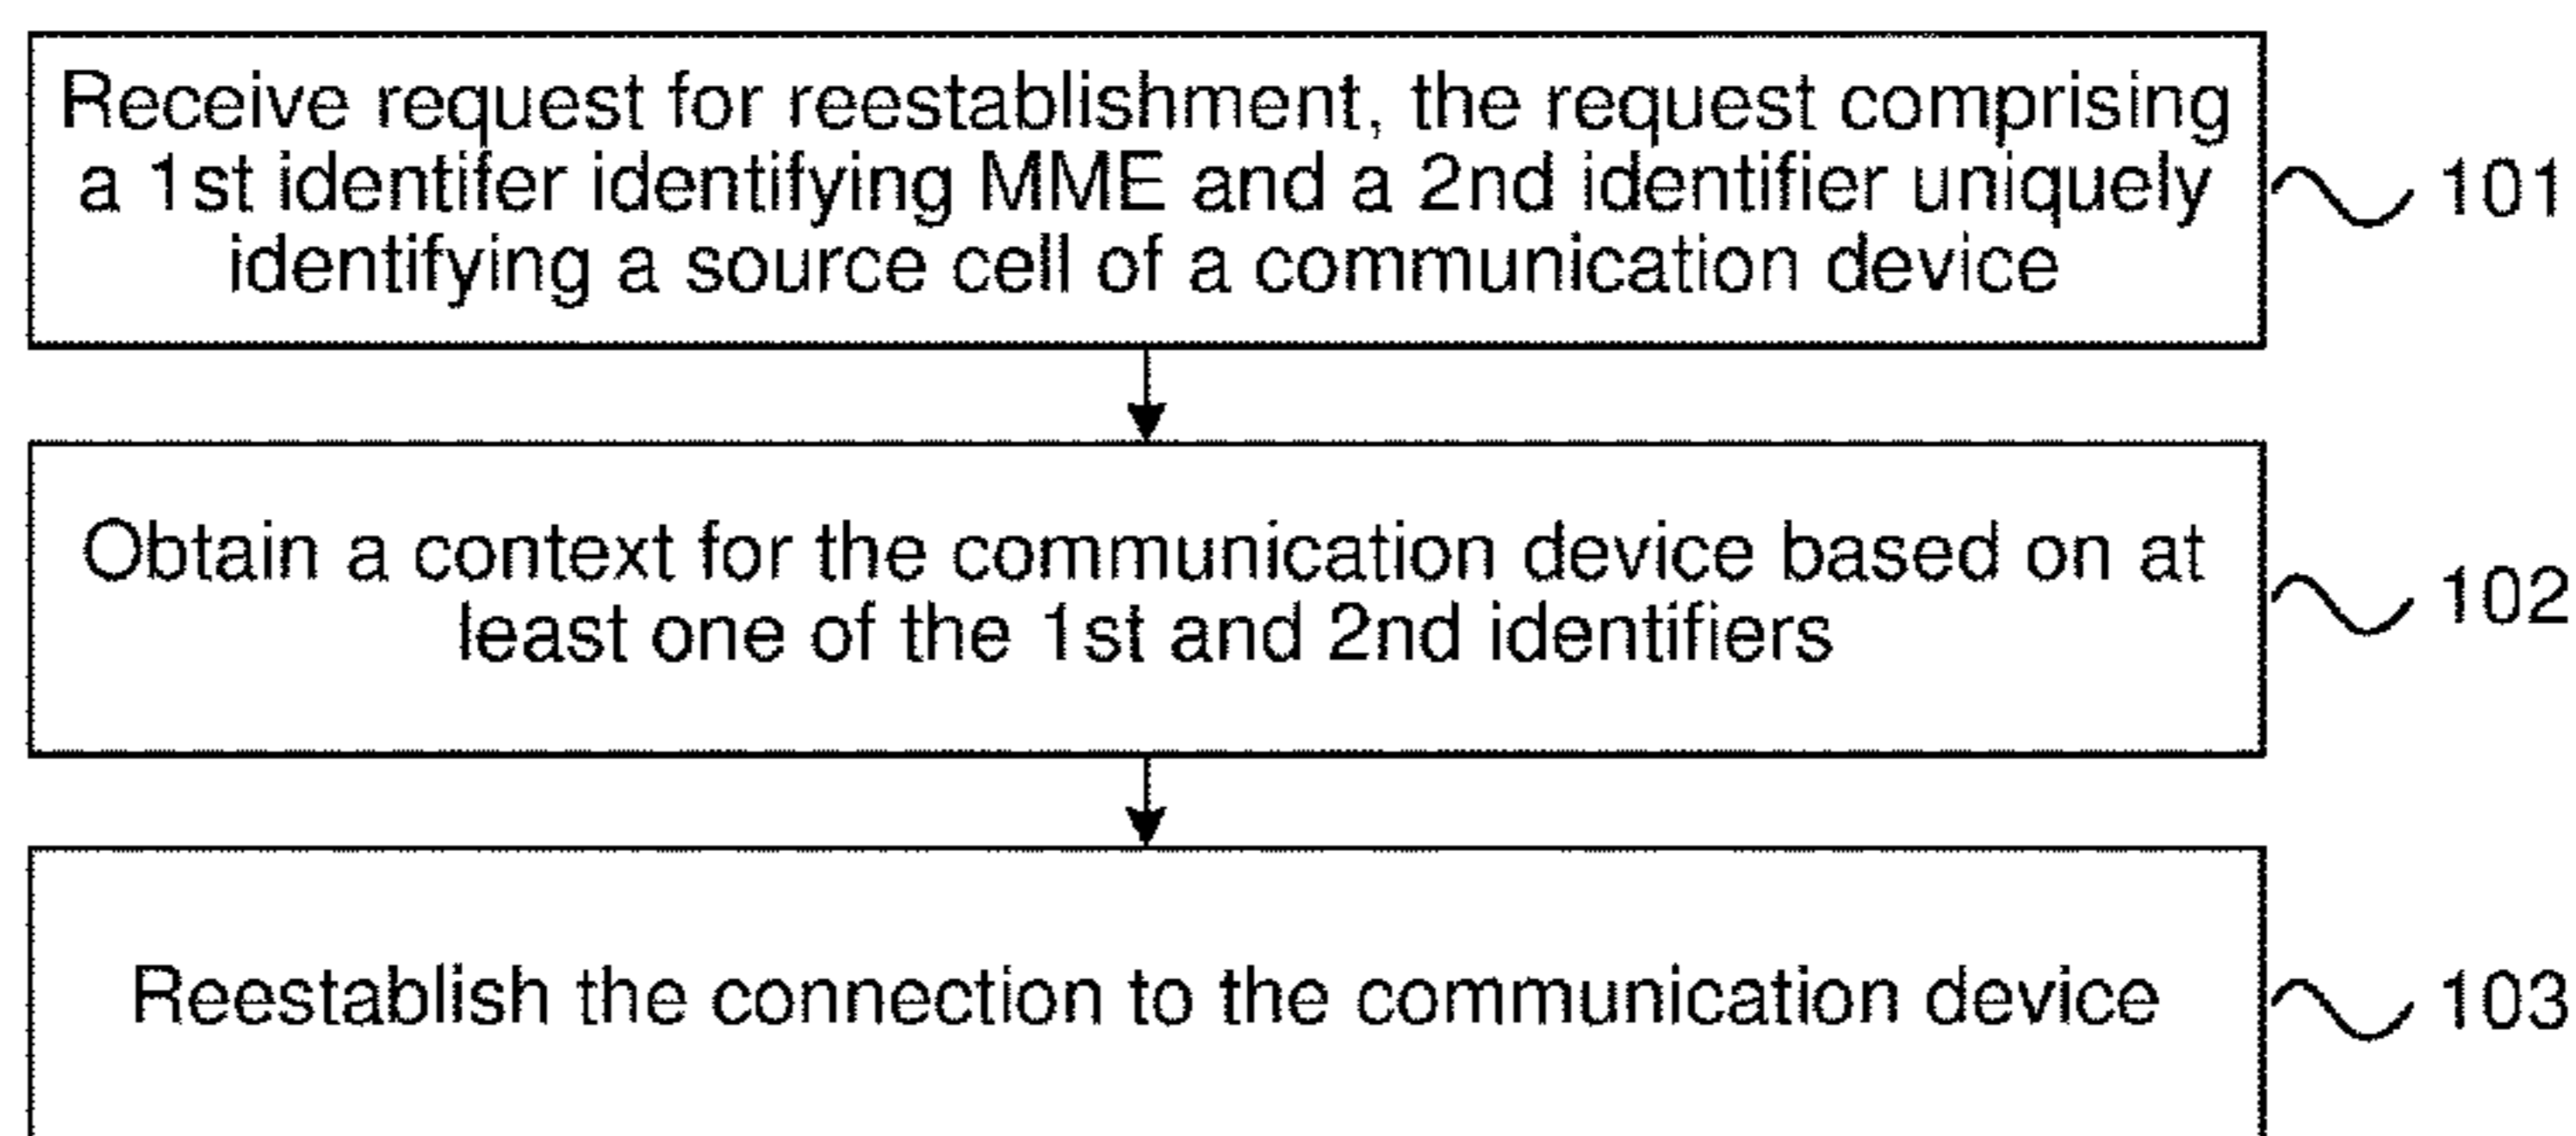 Receive request for reestablishment, the request comprising
a 1st identifer identifying MME and a 2nd identifier uniquely
identifying a source cell of a communication device
101
Obtain a context for the communication device based on at
least one of the 1st and 2nd identifiers
102
Reestablish the connection to the communication device
103